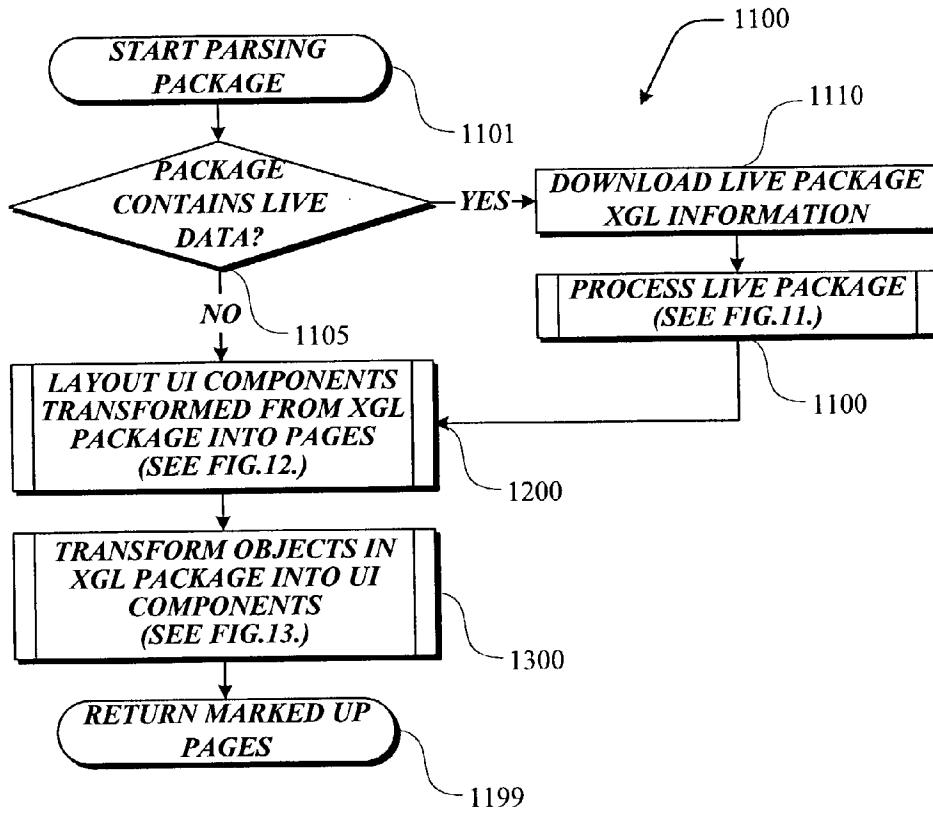 1100
START PARSING
PACKAGE
1101
PACKAGE
CONTAINS LIVE
DATA?
YES
1110
DOWNLOAD LIVE PACKAGE
XGL INFORMATION
PROCESS LIVE PACKAGE
(SEE FIG.11.)
1100
NO
1105
LAYOUT UI COMPONENTS
TRANSFORMED FROM XGL
PACKAGE INTO PAGES
(SEE FIG.12.)
1200
TRANSFORM OBJECTS IN
XGL PACKAGE INTO UI
COMPONENTS
(SEE FIG.13.)
1300
RETURN MARKED UP
PAGES
1199